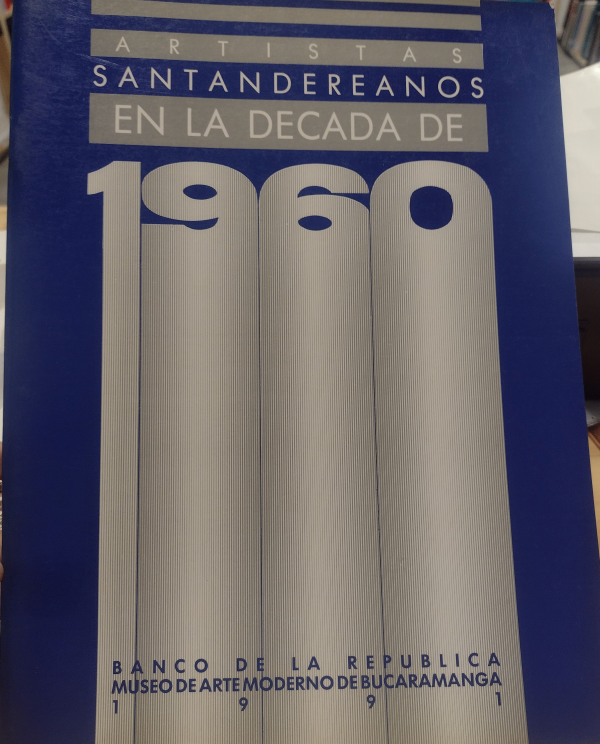 ARTISTAS
SANTANDEREANOS
EN LA DECADA DE
1960
BANCO DE LA REPUBLICA
MUSEO DE ARTE MODERNO DE BUCARAMANGA
1991